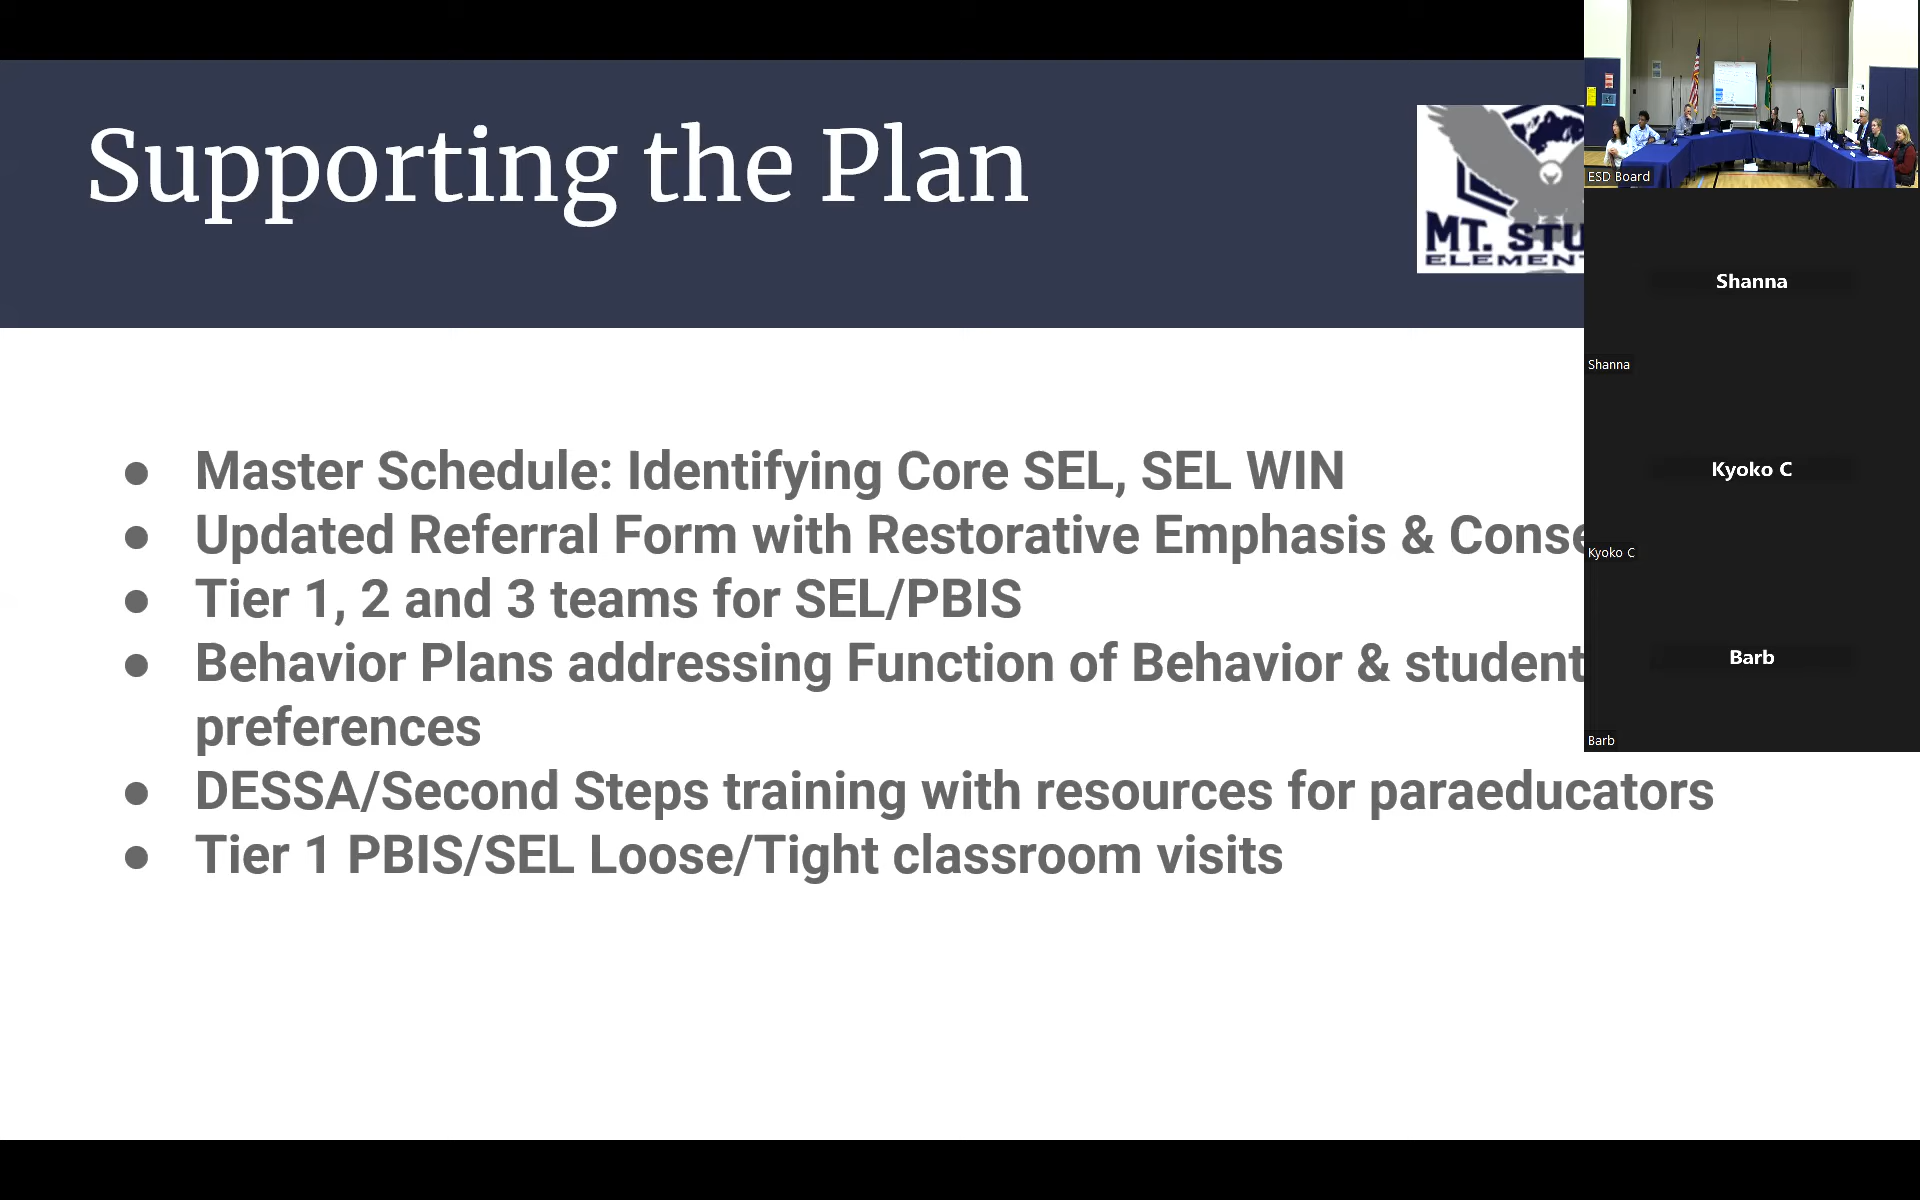 Supporting the Plan
MT. STU
ELEMENT
● Master Schedule: Identifying Core SEL, SEL WIN
● Updated Referral Form with Restorative Emphasis & Conse
● Tier 1, 2 and 3 teams for SEL/PBIS
● Behavior Plans addressing Function of Behavior & student
preferences
● DESSA/Second Steps training with resources for paraeducators
● Tier 1 PBIS/SEL Loose/Tight classroom visits
ESD Board
Shanna
Shanna
Kyoko C
Kyoko C
Barb
Barb